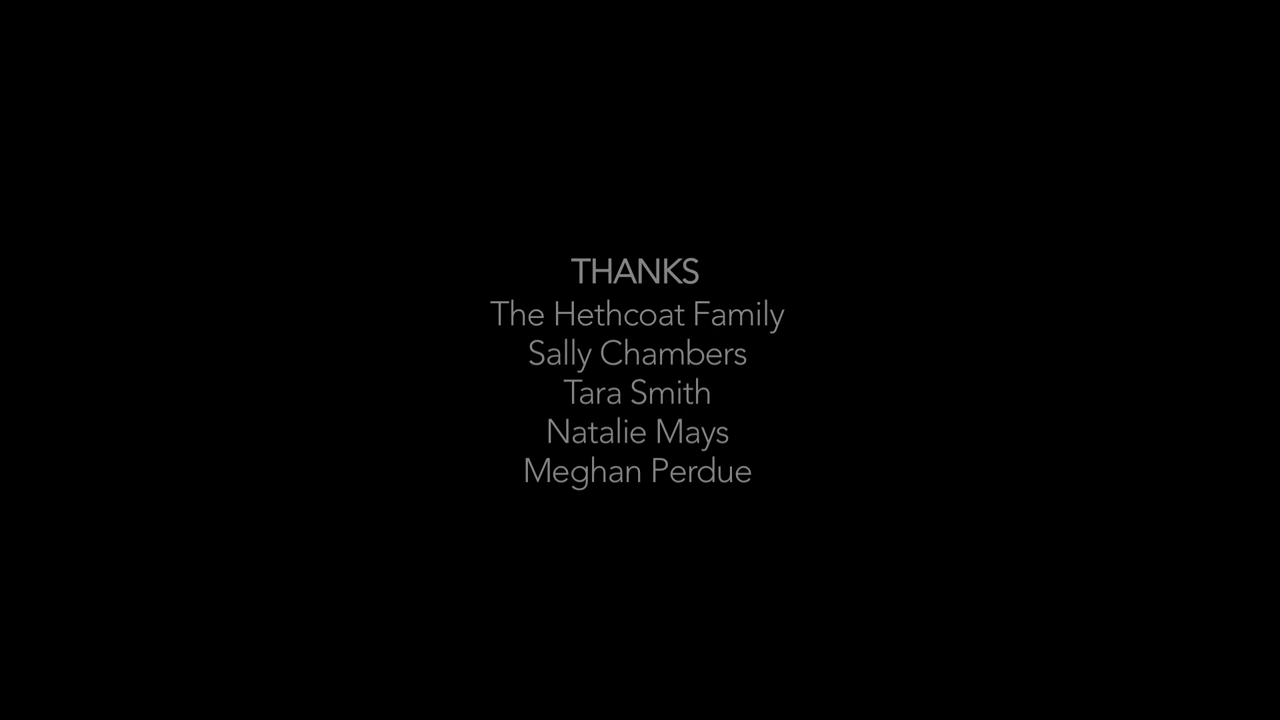 THANKS
The Hethcoat Family
Sally Chambers
Tara Smith
Natalie Mays
Meghan Perdue